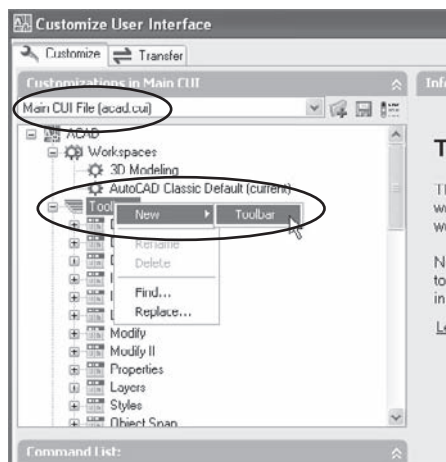 Customize User Interface
Customize Transfer
Customizations in Main CUI
Main CUI File (acad.cui)
ACAD
Workspaces
3D Modeling
AutoCAD Classic Default (current)
New Toolbar
Rename
Delete
Find...
Replace...
Modify
Modify II
Properties
Layers
Styles
Object Snap
Command List: